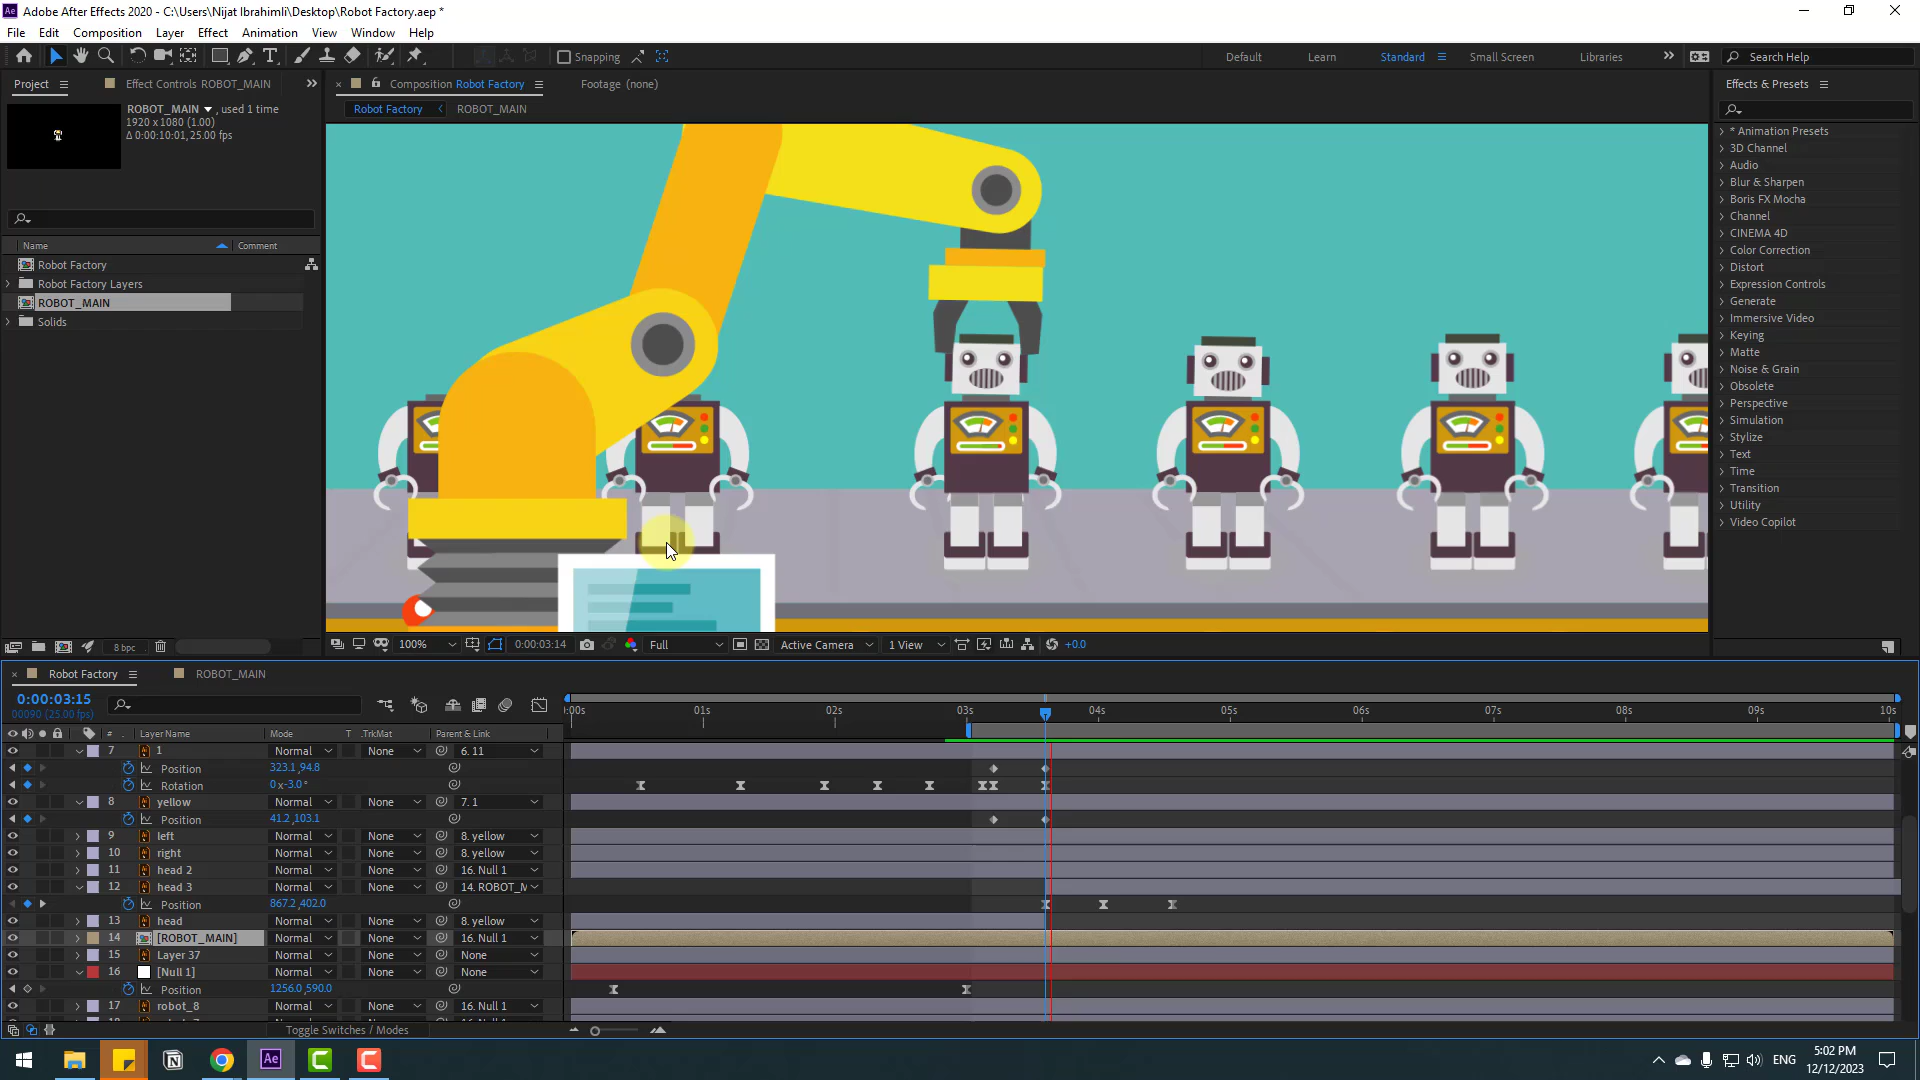 Adobe After Effects 2020 - C:\Users\Nijat Ibrahimli\Desktop\Robot Factory.aep *
File Edit Composition Layer Effect Animation View Window Help
Snapping Default Learn Standard Small Screen Libraries Search Help
Project Effect Controls ROBOT_MAIN Composition Robot Factory Footage (none) Effects & Presets
ROBOT_MAIN , used 1 time
1920 x 1080 (1.00)
Δ 0:00:10:01, 25.00 fps
Robot Factory ROBOT_MAIN
Name Comment
Robot Factory
Robot Factory Layers
ROBOT_MAIN
Solids
8 bpc
* Animation Presets
3D Channel
Audio
Blur & Sharpen
Boris FX Mocha
Channel
CINEMA 4D
Color Correction
Distort
Expression Controls
Generate
Immersive Video
Keying
Matte
Noise & Grain
Obsolete
Perspective
Simulation
Stylize
Text
Time
Transition
Utility
Video Copilot
100% 0:00:03:14 Full Active Camera 1 View +0.0
Robot Factory ROBOT_MAIN
0:00:03:15
00090 (25.00 fps)
:00s 01s 02s 03s 04s 05s 06s 07s 08s 09s 10s
# Layer Name Mode T .TrkMat Parent & Link
7 1 Normal None 6. 11
Position 323.1,94.8
Rotation 0x-3.0°
8 yellow Normal None 7. 1
Position 41.2,103.1
9 left Normal None 8. yellow
10 right Normal None 8. yellow
11 head 2 Normal None 16. Null 1
12 head 3 Normal None 14. ROBOT_M
Position 867.2,402.0
13 head Normal None 8. yellow
14 [ROBOT_MAIN] Normal None 16. Null 1
15 Layer 37 Normal None None
16 [Null 1] Normal None None
Position 1256.0,590.0
17 robot_8 Normal None 16. Null 1
Toggle Switches / Modes
Ae ENG 5:02 PM
12/12/2023